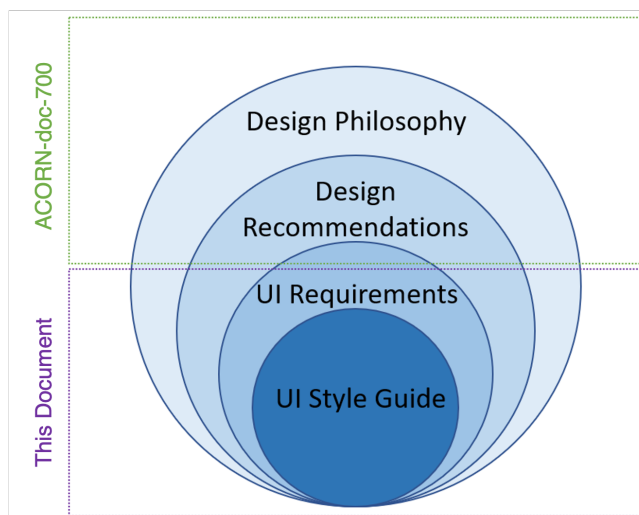 ACORN-doc-700
Design Philosophy
Design
Recommendations
This Document
UI Requirements
UI Style Guide